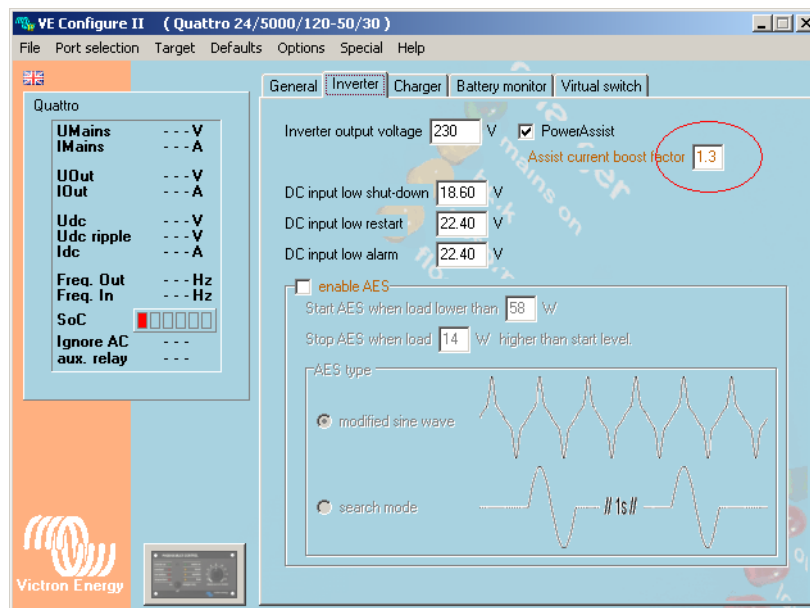 VE Configure II ( Quattro 24/5000/120-50/30 )
File Port selection Target Defaults Options Special Help
General Inverter Charger Battery monitor Virtual switch
Quattro
UMains - - - V
IMains - - - A
UOut - - - V
IOut - - - A
Udc - - - V
Udc ripple - - - V
Idc - - - A
Freq. Out - - - Hz
Freq. In - - - Hz
SoC
Ignore AC - - -
aux. relay - - -
Inverter output voltage 230 V PowerAssist
Assist current boost factor 1.3
DC input low shut-down 18.60 V
DC input low restart 22.40 V
DC input low alarm 22.40 V
enable AES
Start AES when load lower than 58 W
Stop AES when load 14 W higher than start level.
AES type
modified sine wave
search mode
// 1s //
Victron Energy
mains on